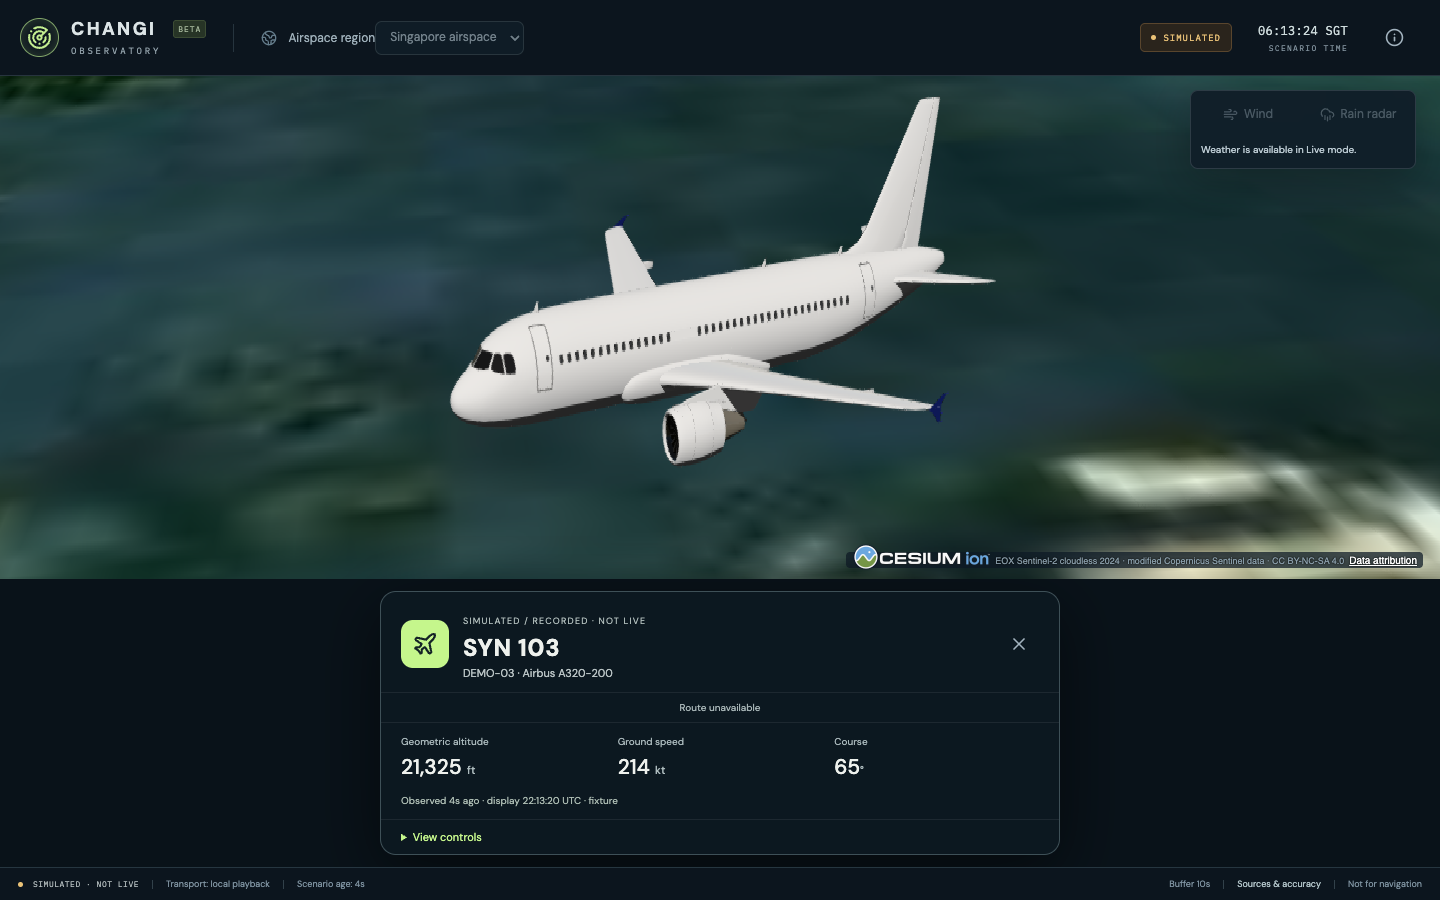 CHANGI BETA
OBSERVATORY
Airspace region
Singapore airspace
SIMULATED
06:13:24 SGT
SCENARIO TIME
Wind
Rain radar
Weather is available in Live mode.
CESIUM ion
EOX Sentinel-2 cloudless 2024 · modified Copernicus Sentinel data · CC BY-NC-SA 4.0 Data attribution
SIMULATED / RECORDED · NOT LIVE
SYN 103
DEMO-03 · Airbus A320-200
Route unavailable
Geometric altitude
21,325 ft
Ground speed
214 kt
Course
65°
Observed 4s ago · display 22:13:20 UTC · fixture
View controls
SIMULATED · NOT LIVE
Transport: local playback
Scenario age: 4s
Buffer 10s
Sources & accuracy
Not for navigation